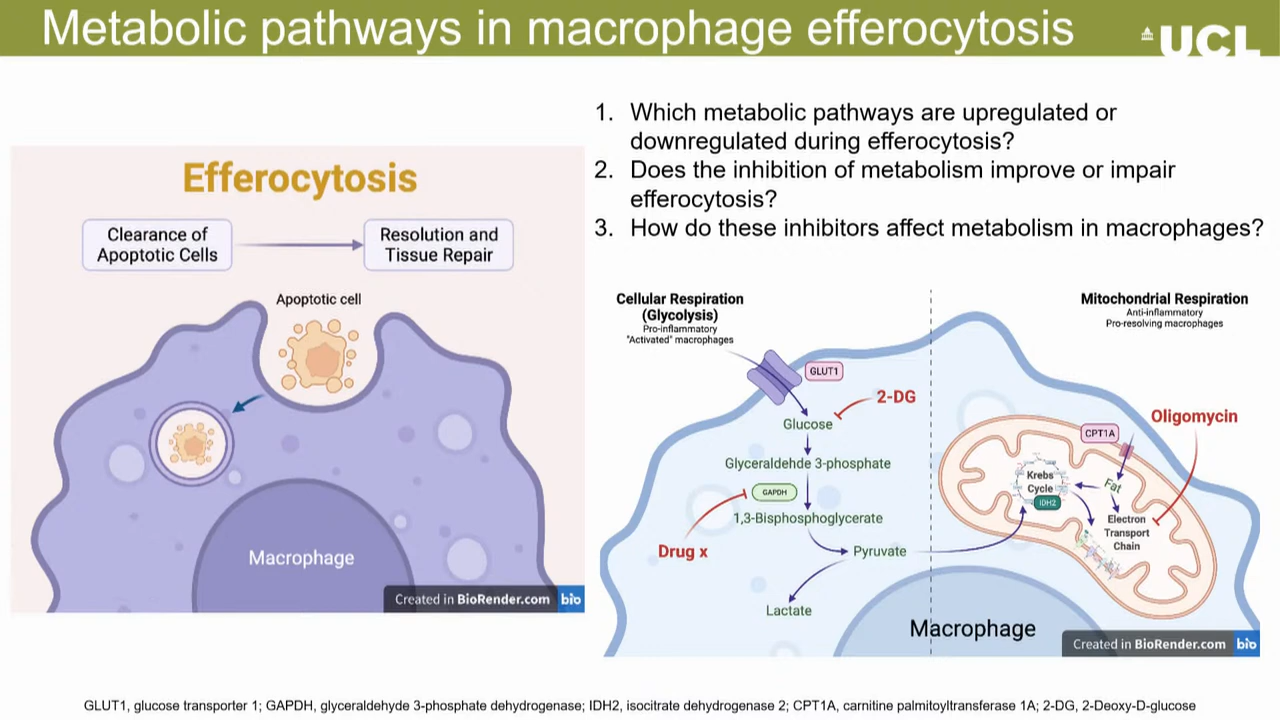 Metabolic pathways in macrophage efferocytosis
UCL
1. Which metabolic pathways are upregulated or
downregulated during efferocytosis?
2. Does the inhibition of metabolism improve or impair
efferocytosis?
3. How do these inhibitors affect metabolism in macrophages?
Efferocytosis
Clearance of
Apoptotic Cells
Resolution and
Tissue Repair
Apoptotic cell
Macrophage
Created in BioRender.com bio
Cellular Respiration
(Glycolysis)
Pro-inflammatory
"Activated" macrophages
Mitochondrial Respiration
Anti-inflammatory
Pro-resolving macrophages
GLUT1
2-DG
Glucose
Glyceraldehde 3-phosphate
GAPDH
1,3-Bisphosphoglycerate
Drug x
Pyruvate
Lactate
Oligomycin
CPT1A
Krebs
Cycle
IDH2
Fat
Electron
Transport
Chain
Macrophage
Created in BioRender.com bio
GLUT1, glucose transporter 1; GAPDH, glyceraldehyde 3-phosphate dehydrogenase; IDH2, isocitrate dehydrogenase 2; CPT1A, carnitine palmitoyltransferase 1A; 2-DG, 2-Deoxy-D-glucose